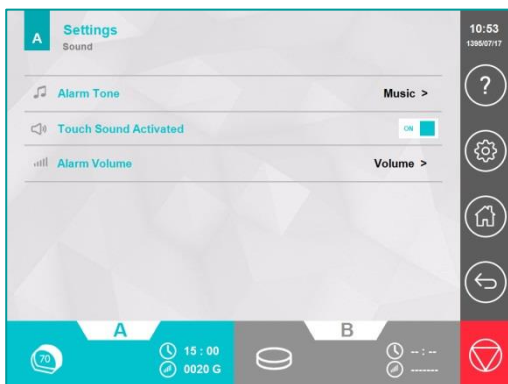 A
Settings
Sound
10:53
1395/07/17
Alarm Tone
Music >
?
Touch Sound Activated
ON
Alarm Volume
Volume >
A
B
70
15 : 00
-- : --
0020 G
-------